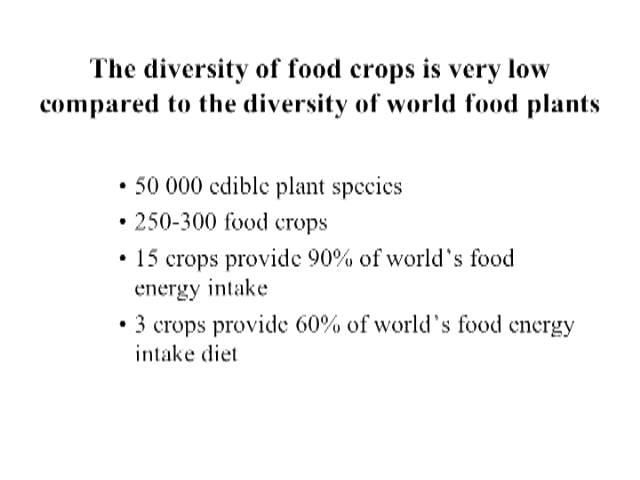 The diversity of food crops is very low
compared to the diversity of world food plants
• 50 000 edible plant species
• 250-300 food crops
• 15 crops provide 90% of world's food
energy intake
• 3 crops provide 60% of world's food energy
intake diet